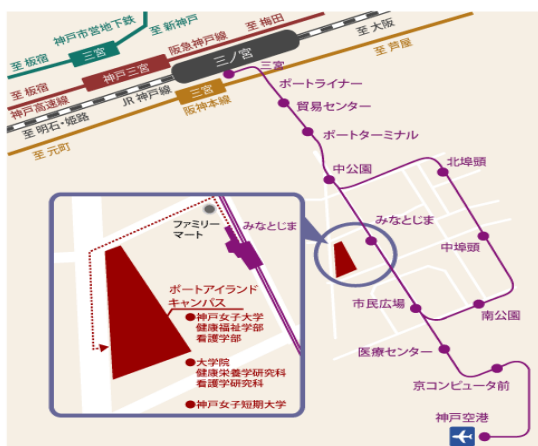 神戸市営地下鉄
至 新神戸
三宮
至 板宿
阪急神戸線
至 梅田
神戸三宮
至 板宿
神戸高速線
三ノ宮
至 大阪
至 芦屋
JR 神戸線
至 明石・姫路
三宮
阪神本線
至 元町
三宮
ポートライナー
貿易センター
ポートターミナル
中公園
北埠頭
みなとじま
中埠頭
市民広場
南公園
医療センター
京コンピュータ前
神戸空港
ファミリー
マート
みなとじま
ポートアイランド
キャンパス
●神戸女子大学
健康福祉学部
看護学部
●大学院
健康栄養学研究科
看護学研究科
●神戸女子短期大学